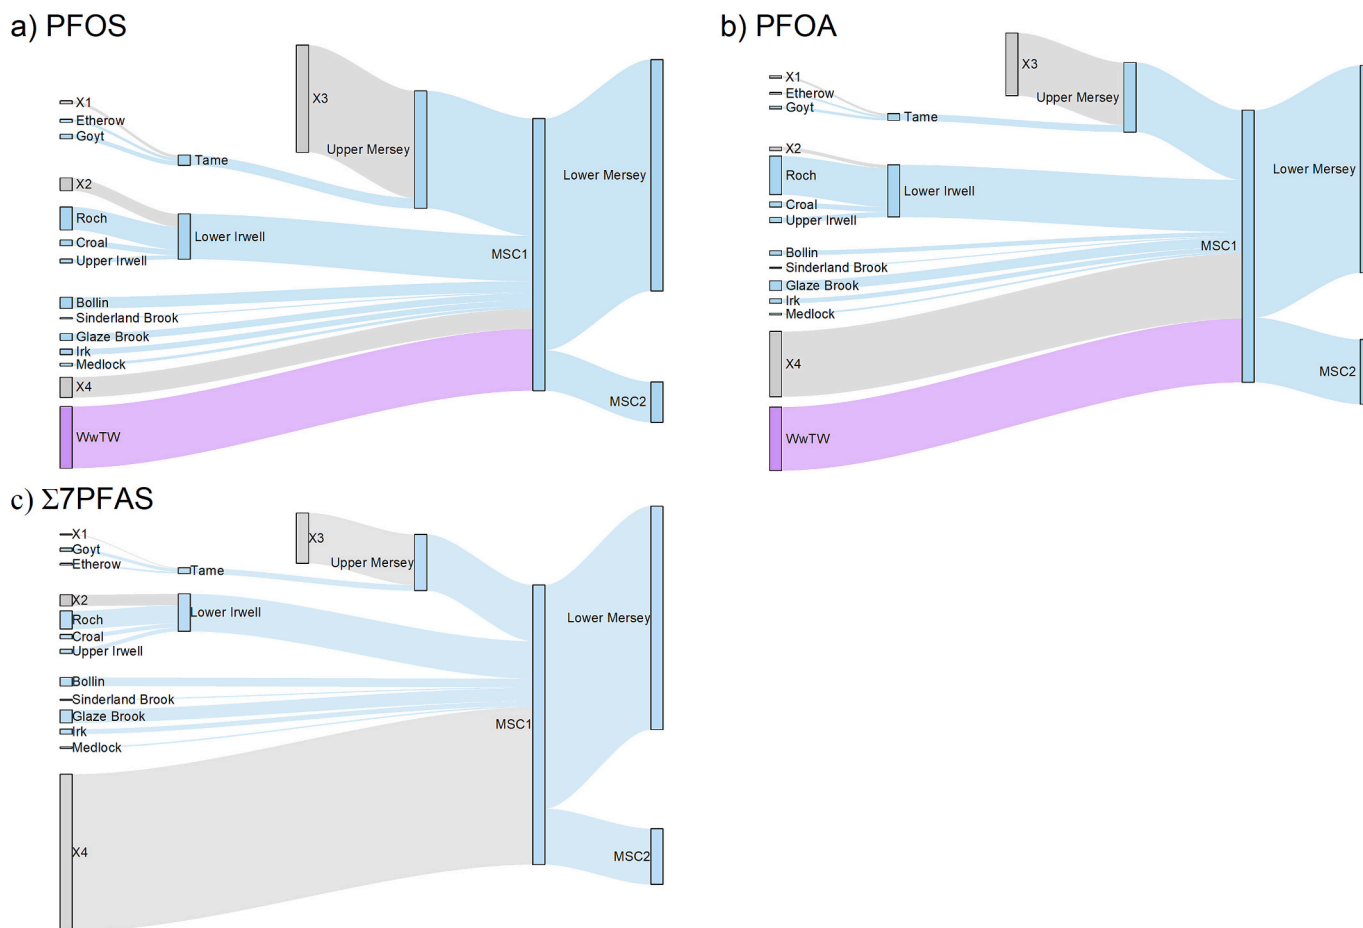 a) PFOS
X3
X1
Etherow
Goyt
Tame
Upper Mersey
Lower Mersey
X2
Roch
Lower Irwell
Croal
Upper Irwell
MSC1
Bollin
Sinderland Brook
Glaze Brook
Irk
Medlock
X4
MSC2
WwTW
b) PFOA
X3
X1
Etherow
Upper Mersey
Goyt
Tame
X2
Roch
Lower Mersey
Lower Irwell
Croal
Upper Irwell
MSC1
Bollin
Sinderland Brook
Glaze Brook
Irk
Medlock
X4
MSC2
WwTW
c) Σ7PFAS
X1
X3
Goyt
Etherow
Upper Mersey
Tame
X2
Lower Irwell
Roch
Lower Mersey
Croal
Upper Irwell
Bollin
Sinderland Brook
Glaze Brook
MSC1
Irk
Medlock
X4
MSC2